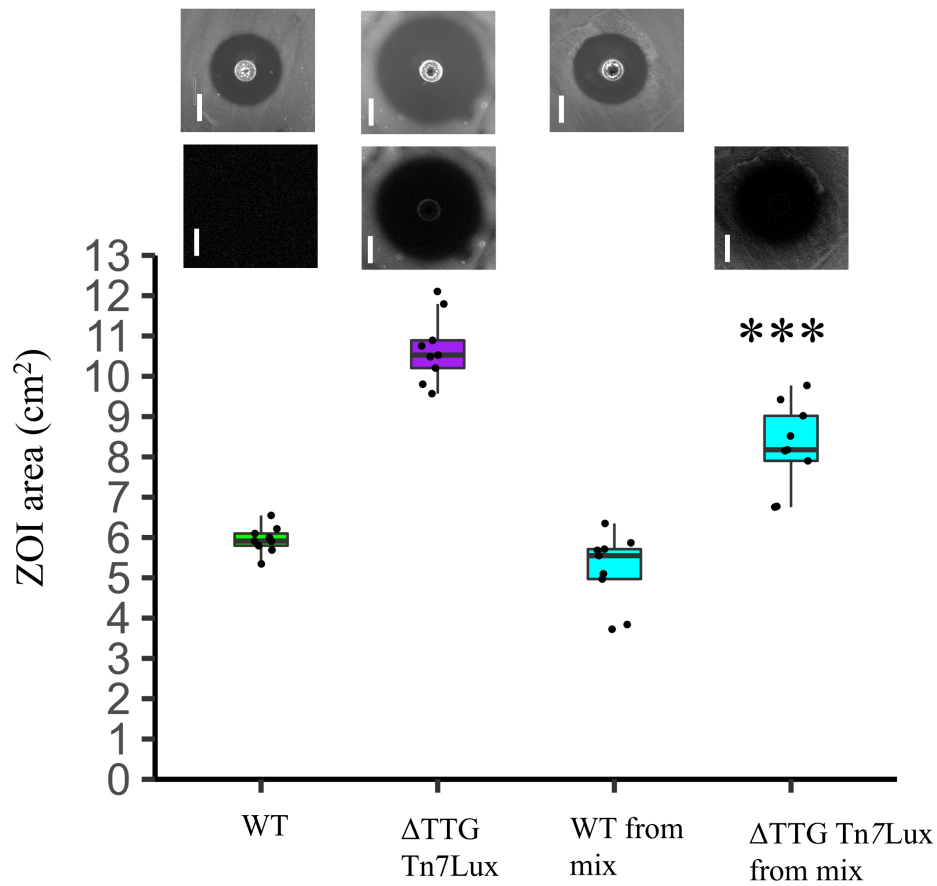 13
12
11
10
9
8
7
6
5
4
3
2
1
0
ZOI area (cm²)
***
WT
ΔTTG
Tn7Lux
WT from
mix
ΔTTG Tn7Lux
from mix